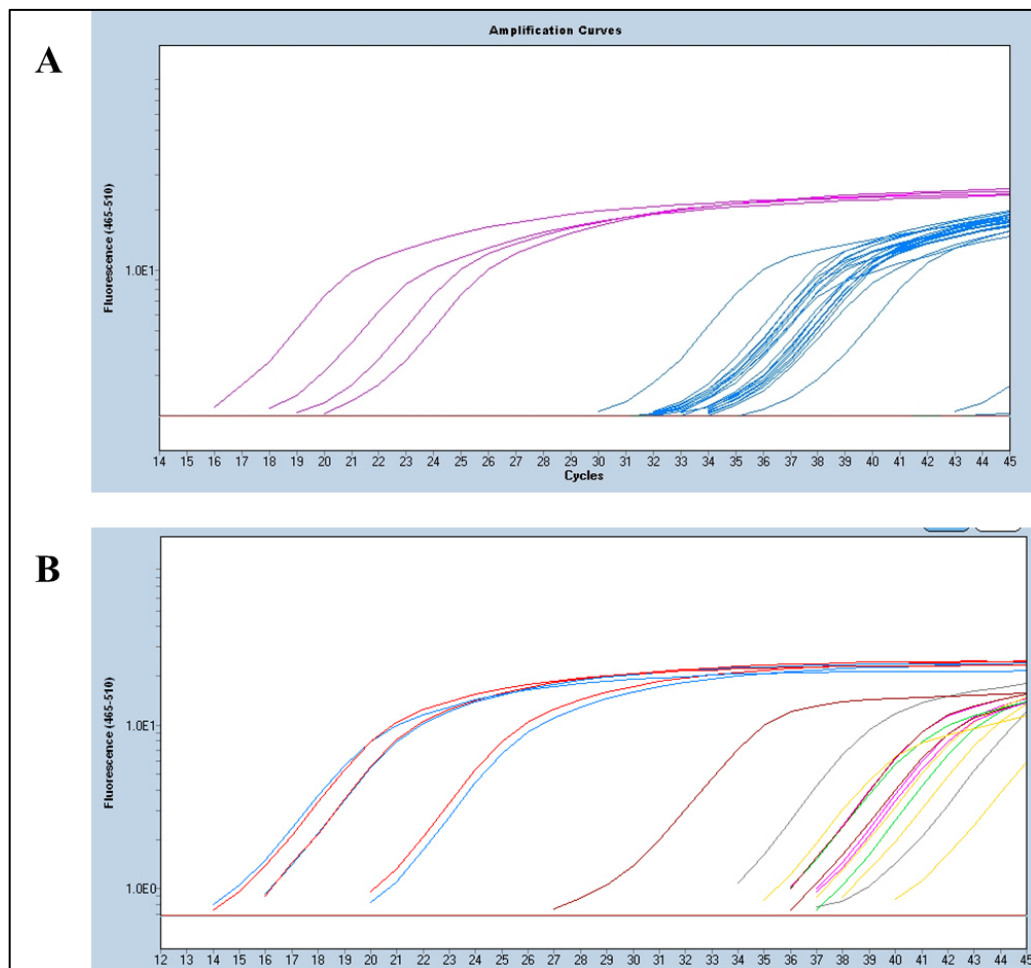 A
Amplification Curves
Fluorescence (465-510)
1.0E1
14 15 16 17 18 19 20 21 22 23 24 25 26 27 28 29 30 31 32 33 34 35 36 37 38 39 40 41 42 43 44 45
Cycles
B
Fluorescence (465-510)
1.0E1
1.0E0
12 13 14 15 16 17 18 19 20 21 22 23 24 25 26 27 28 29 30 31 32 33 34 35 36 37 38 39 40 41 42 43 44 45